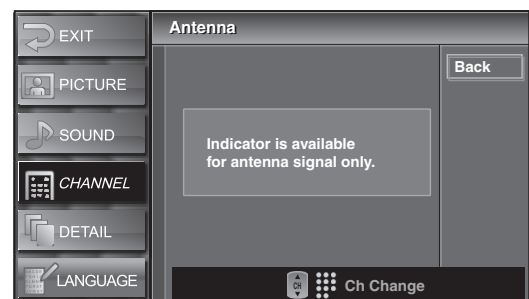 EXIT
PICTURE
SOUND
CHANNEL
DETAIL
LANGUAGE
Antenna
Back
Indicator is available
for antenna signal only.
CH
Ch Change